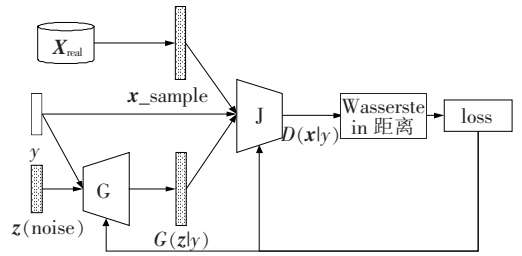 X_real
x_sample
y
z(noise)
G
G(z|y)
J
D(x|y)
Wasserste
in 距离
loss